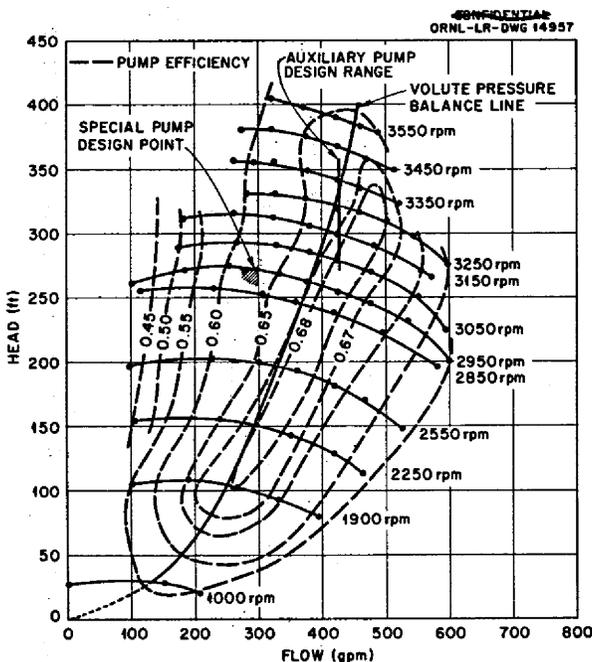 CONFIDENTIAL
ORNL-LR-DWG 14957
450
400
350
300
250
200
150
100
50
0
HEAD (ft)
PUMP EFFICIENCY
AUXILIARY PUMP
DESIGN RANGE
SPECIAL PUMP
DESIGN POINT
VOLUTE PRESSURE
BALANCE LINE
3550 rpm
3450 rpm
3350 rpm
3250 rpm
3150 rpm
3050 rpm
2950 rpm
2850 rpm
2550 rpm
2250 rpm
1900 rpm
1000 rpm
0.45
0.50
0.55
0.60
0.65
0.68
0.67
0 100 200 300 400 500 600 700 800
FLOW (gpm)